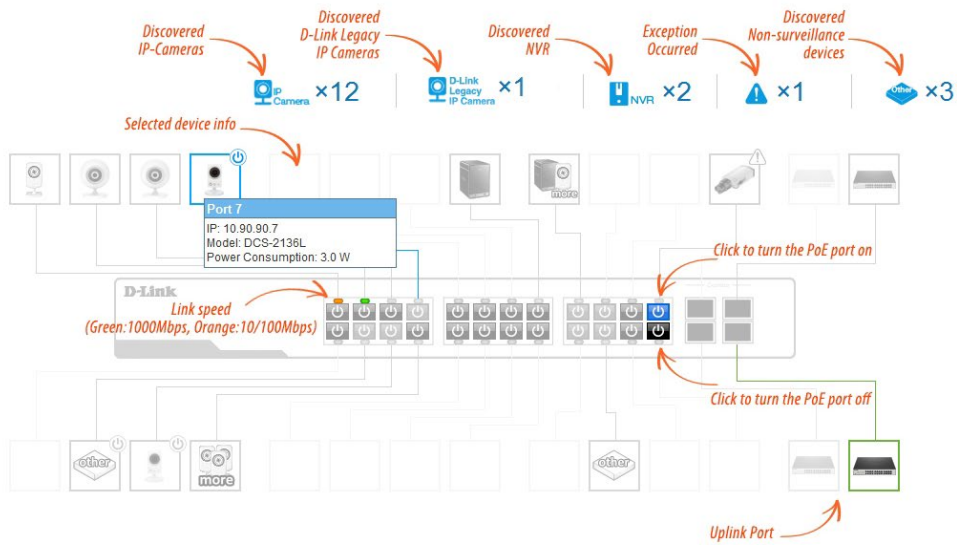 Discovered
IP-Cameras
Discovered
D-Link Legacy
IP Cameras
Discovered
NVR
Exception
Occurred
Discovered
Non-surveillance
devices
IP
Camera
×12
D-Link
Legacy
IP Camera
×1
NVR
×2
×1
Other
×3
Selected device info
more
Port 7
IP: 10.90.90.7
Model: DCS-2136L
Power Consumption: 3.0 W
Click to turn the PoE port on
D-Link
Link speed
(Green:1000Mbps, Orange:10/100Mbps)
Click to turn the PoE port off
other
more
other
Uplink Port